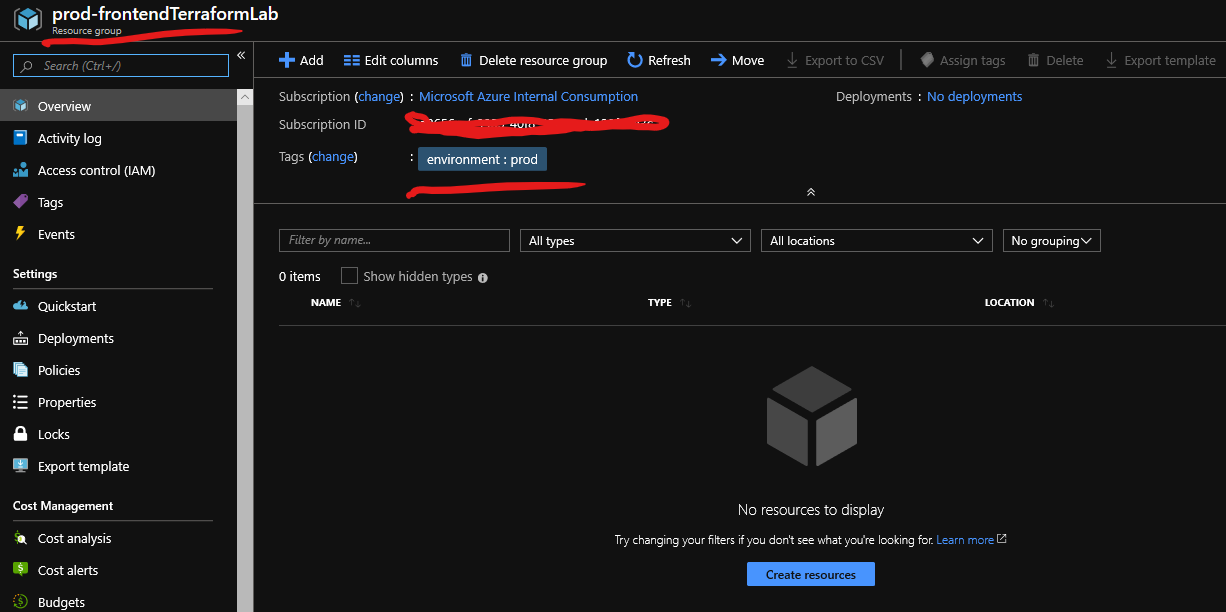 prod-frontendTerraformLab
Resource group
Search (Ctrl+/)
«
Overview
Activity log
Access control (IAM)
Tags
Events
Settings
Quickstart
Deployments
Policies
Properties
Locks
Export template
Cost Management
Cost analysis
Cost alerts
Budgets
Add Edit columns Delete resource group Refresh Move Export to CSV Assign tags Delete Export template
Subscription (change) : Microsoft Azure Internal Consumption Deployments : No deployments
Subscription ID
Tags (change) : environment : prod
Filter by name... All types All locations No grouping
0 items Show hidden types
NAME TYPE LOCATION
No resources to display
Try changing your filters if you don't see what you're looking for. Learn more
Create resources